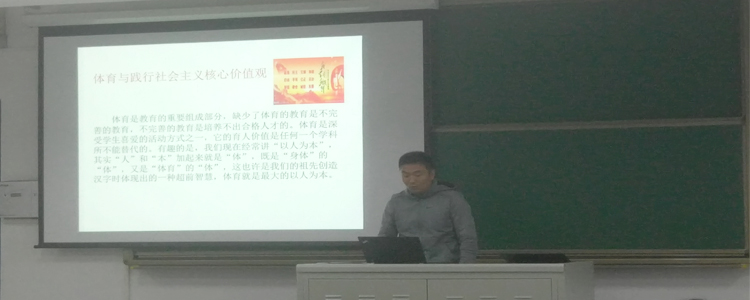 体育与践行社会主义核心价值观
体育是教育的重要组成部分，缺少了体育的教育是不完
善的教育，不完善的教育是培养不出合格人才的。体育是深
受学生喜爱的活动方式之一，它的育人价值是任何一个学科
所不能替代的。有趣的是，我们现在经常讲“以人为本”，
其实“人”和“本”加起来就是“体”，既是“身体”的
“体”，又是“体育”的“体”，这也许是我们的祖先创造
汉字时体现出的一种超前智慧，体育就是最大的以人为本。